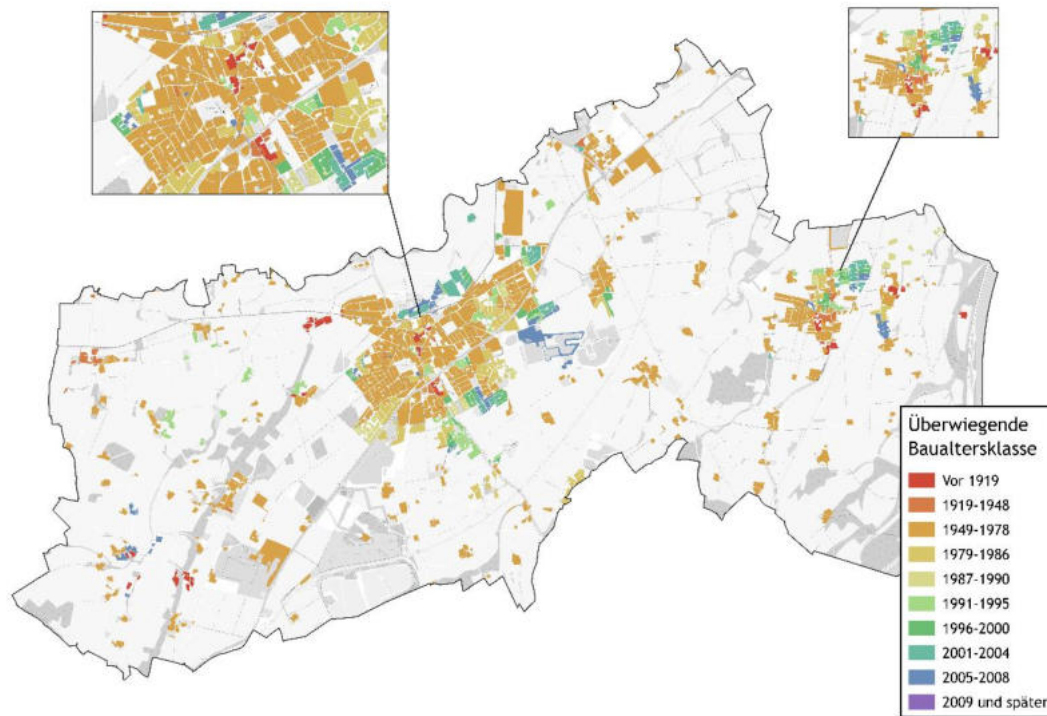 Überwiegende
Baualtersklasse
Vor 1919
1919-1948
1949-1978
1979-1986
1987-1990
1991-1995
1996-2000
2001-2004
2005-2008
2009 und später